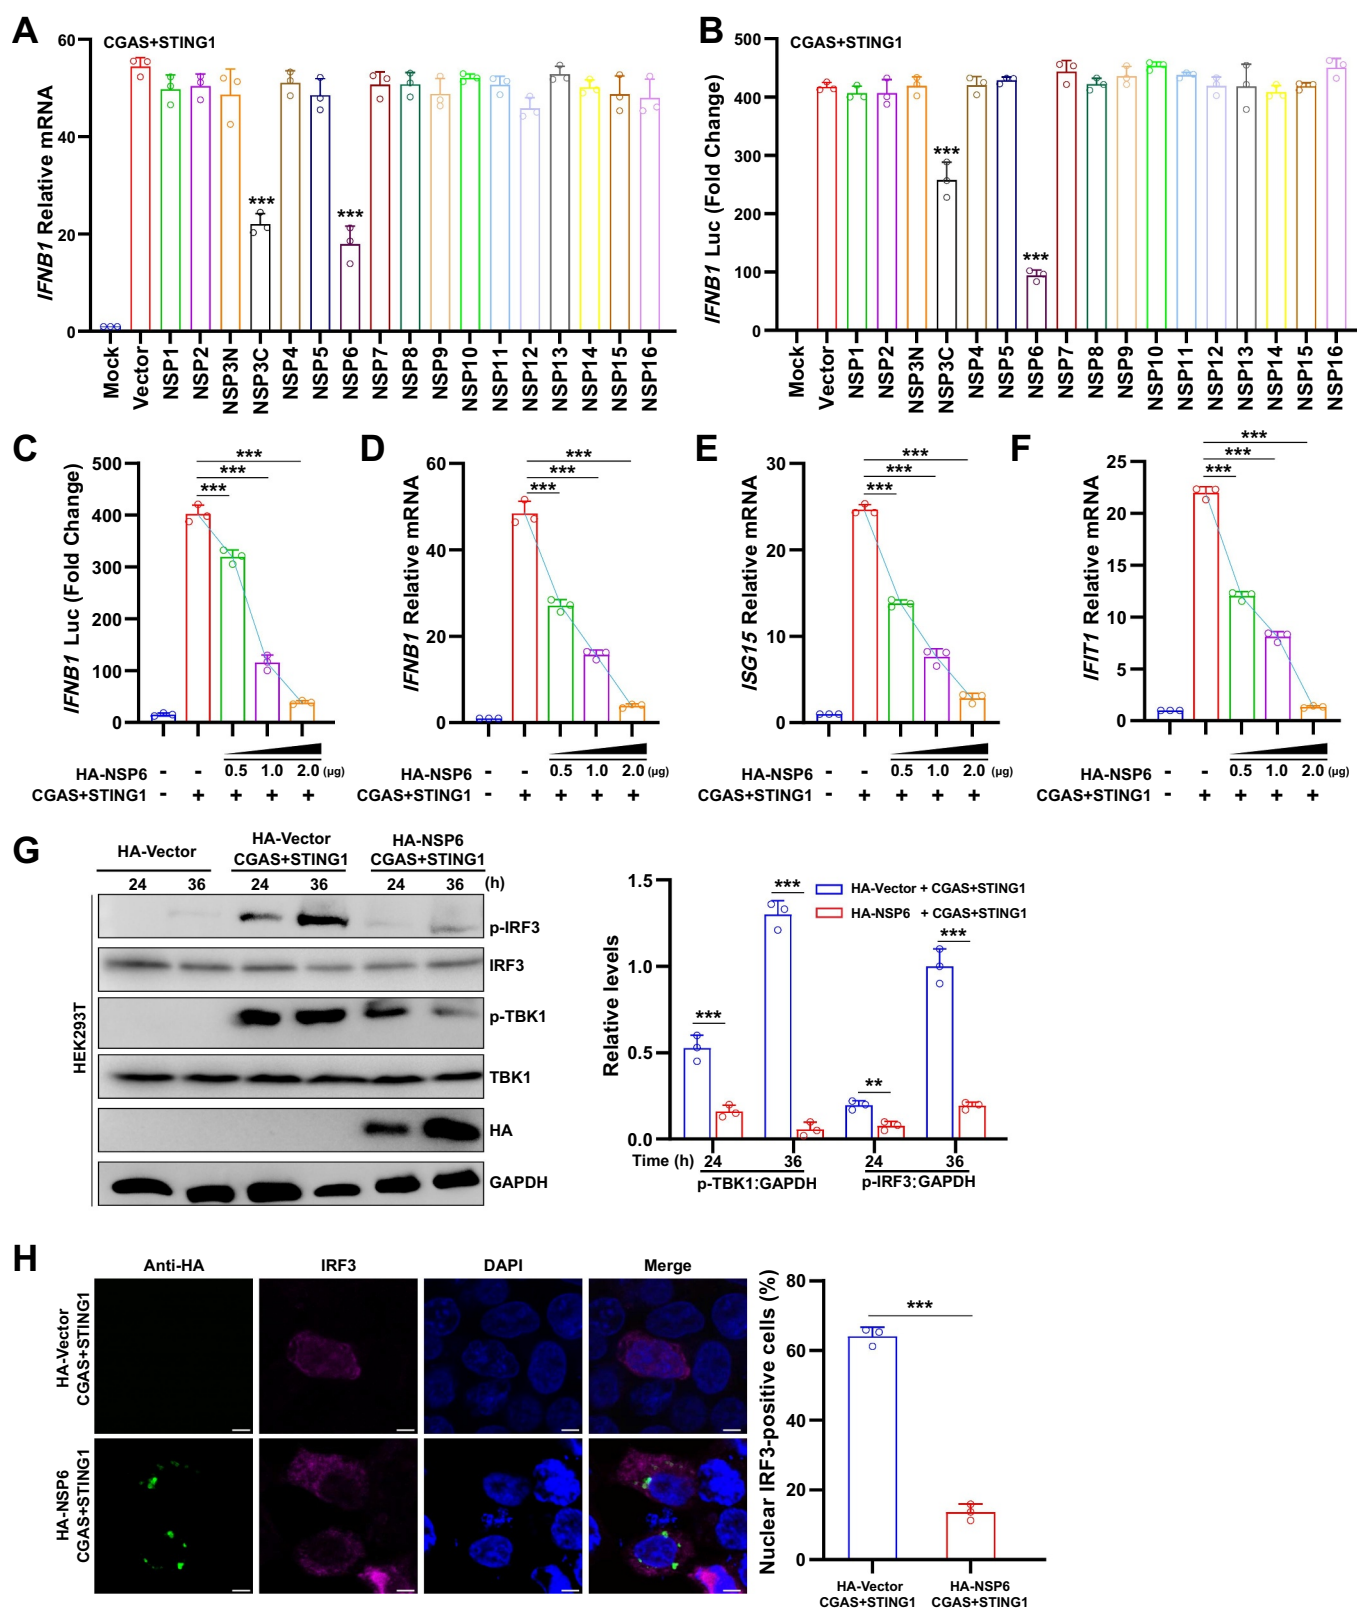 A
CGAS+STING1
IFNB1 Relative mRNA
60
40
20
0
***
***
Mock
Vector
NSP1
NSP2
NSP3N
NSP3C
NSP4
NSP5
NSP6
NSP7
NSP8
NSP9
NSP10
NSP11
NSP12
NSP13
NSP14
NSP15
NSP16
B
CGAS+STING1
IFNB1 Luc (Fold Change)
500
400
300
200
100
0
***
***
Mock
Vector
NSP1
NSP2
NSP3N
NSP3C
NSP4
NSP5
NSP6
NSP7
NSP8
NSP9
NSP10
NSP11
NSP12
NSP13
NSP14
NSP15
NSP16
C
IFNB1 Luc (Fold Change)
500
400
300
200
100
0
***
***
***
HA-NSP6 - - 0.5 1.0 2.0 (μg)
CGAS+STING1 - + + + +
D
IFNB1 Relative mRNA
60
40
20
0
***
***
***
HA-NSP6 - - 0.5 1.0 2.0 (μg)
CGAS+STING1 - + + + +
E
ISG15 Relative mRNA
30
20
10
0
***
***
***
HA-NSP6 - - 0.5 1.0 2.0 (μg)
CGAS+STING1 - + + + +
F
IFIT1 Relative mRNA
25
20
15
10
5
0
***
***
***
HA-NSP6 - - 0.5 1.0 2.0 (μg)
CGAS+STING1 - + + + +
G
HA-Vector
HA-Vector
CGAS+STING1
HA-NSP6
CGAS+STING1
24 36 24 36 24 36 (h)
HEK293T
p-IRF3
IRF3
p-TBK1
TBK1
HA
GAPDH
Relative levels
1.5
1.0
0.5
0.0
***
***
**
***
HA-Vector + CGAS+STING1
HA-NSP6 + CGAS+STING1
Time (h) 24 36 24 36
p-TBK1:GAPDH p-IRF3:GAPDH
H
Anti-HA IRF3 DAPI Merge
HA-Vector
CGAS+STING1
HA-NSP6
CGAS+STING1
Nuclear IRF3-positive cells (%)
80
60
40
20
0
***
HA-Vector
CGAS+STING1
HA-NSP6
CGAS+STING1